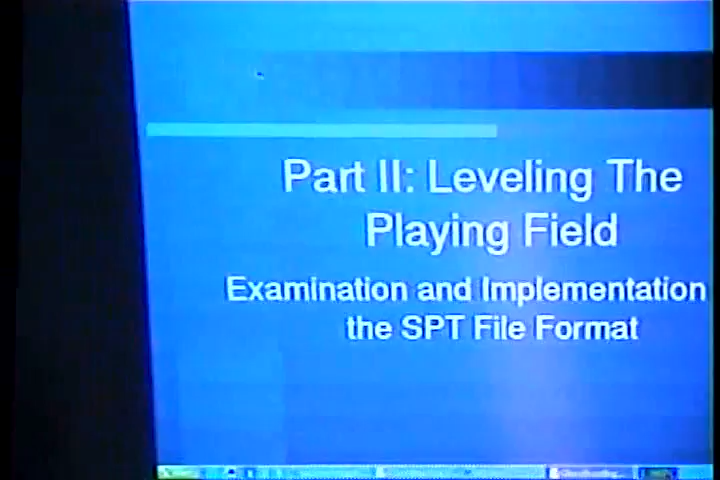 Part II: Leveling The
Playing Field
Examination and Implementation
the SPT File Format